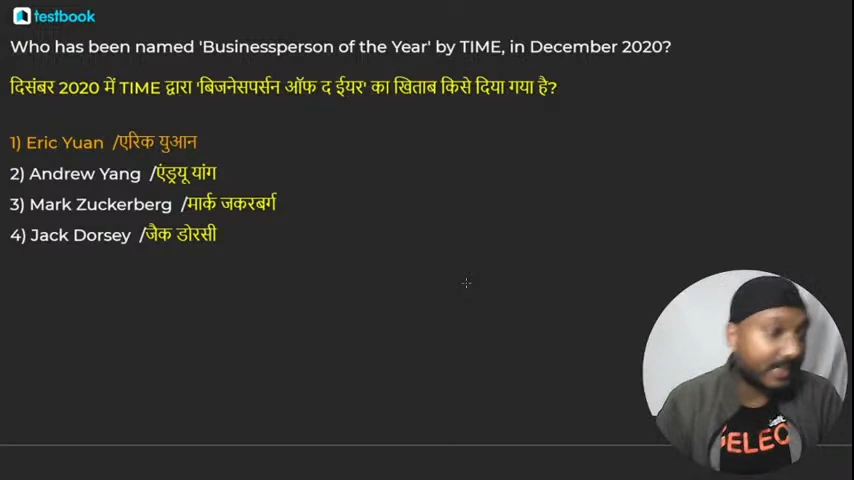 testbook
Who has been named 'Businessperson of the Year' by TIME, in December 2020?
दिसंबर 2020 में TIME द्वारा 'बिजनेसपर्सन ऑफ द ईयर' का खिताब किसे दिया गया है?
1) Eric Yuan /एरिक युआन
2) Andrew Yang /एंड्रयू यांग
3) Mark Zuckerberg /मार्क जकरबर्ग
4) Jack Dorsey /जैक डोरसी